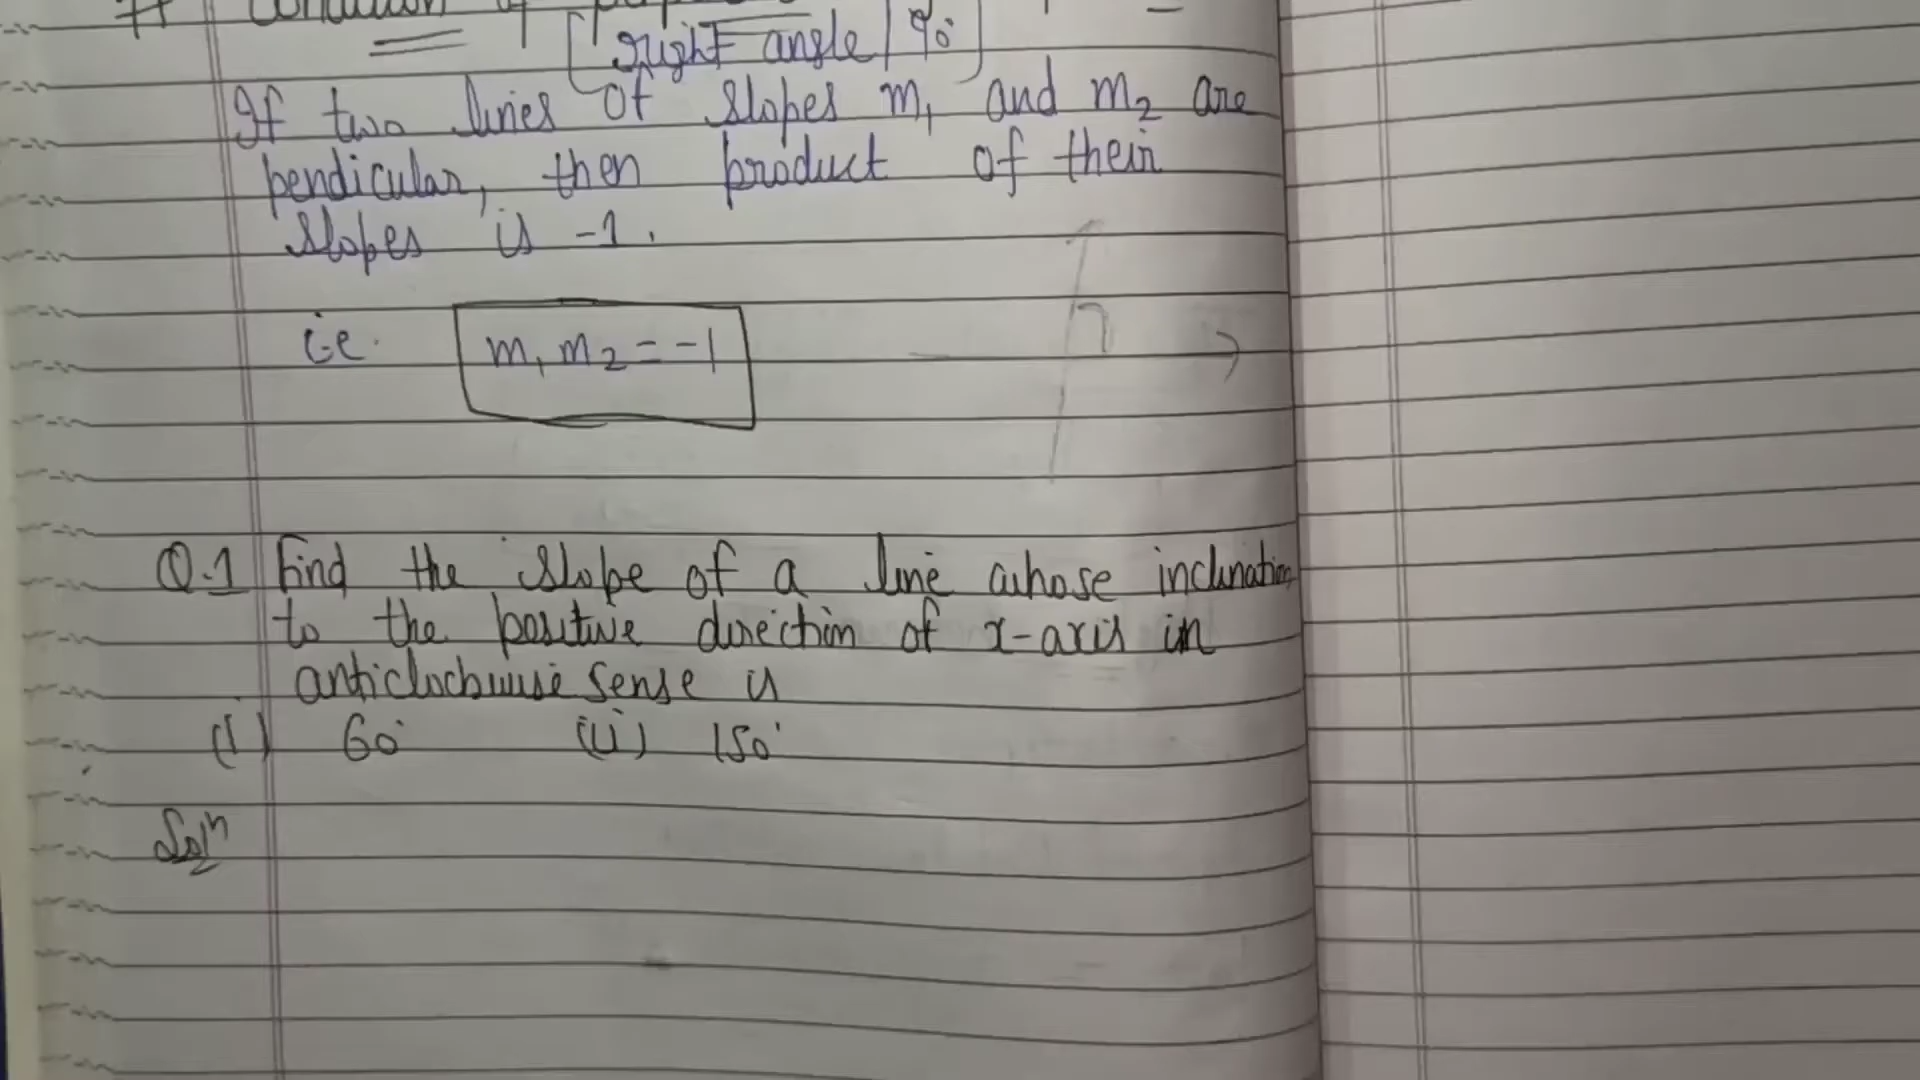 # Condition of
[right angle / 90°]
If two lines of slopes m₁ and m₂ are
pendicular, then product of their
slopes is -1.
i.e. m₁ m₂ = -1
Q.1 Find the slope of a line whose inclination
to the positive direction of x-axis in
anticlockwise sense is
(i) 60° (ii) 150°
Solⁿ